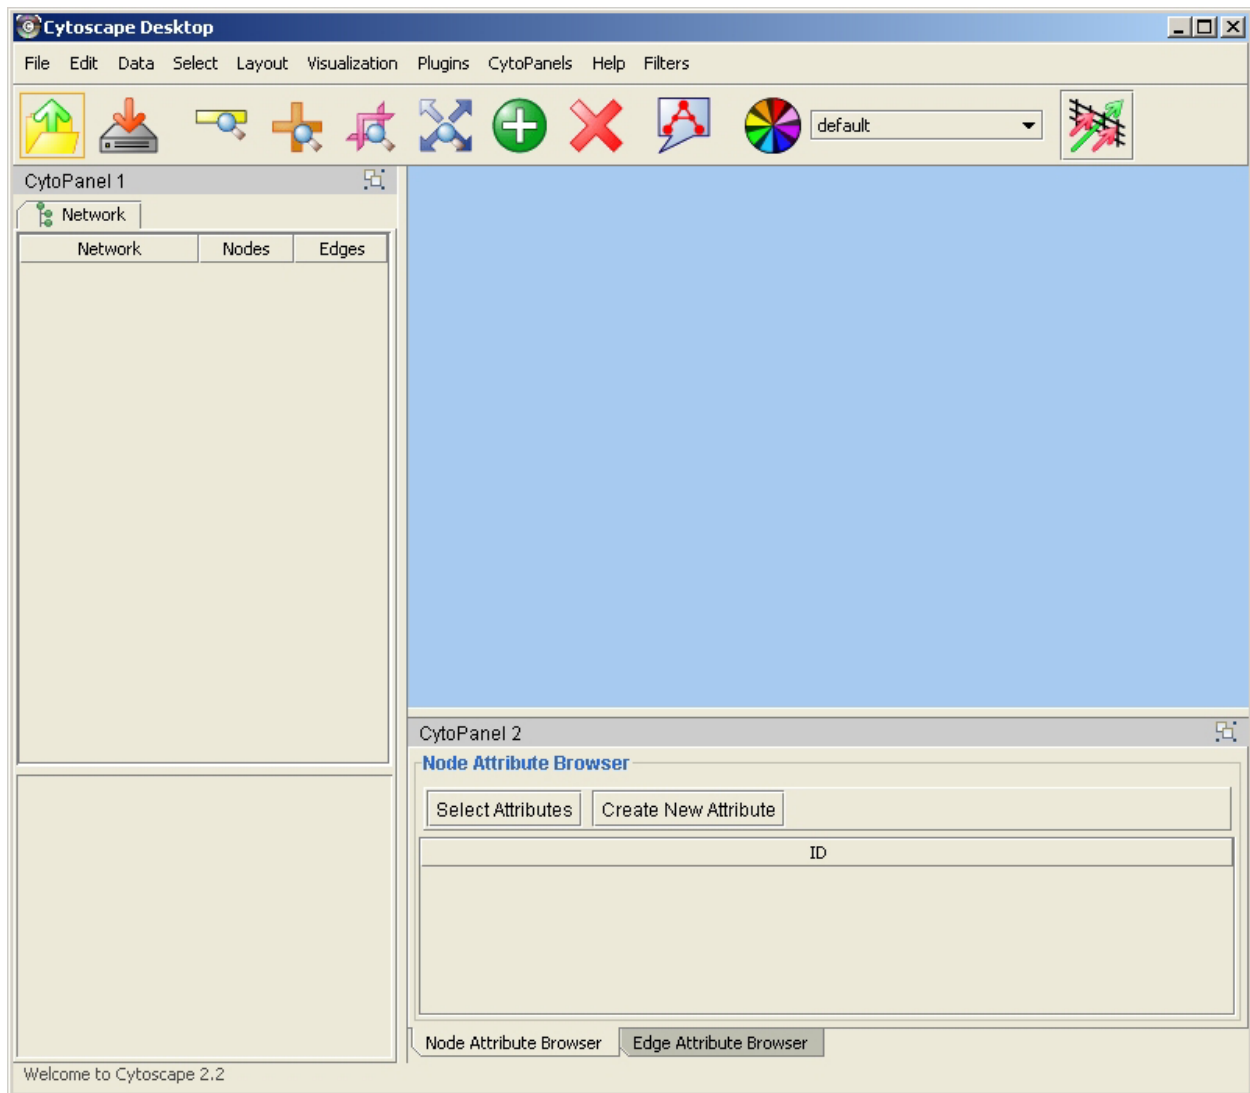 Cytoscape Desktop
File Edit Data Select Layout Visualization Plugins CytoPanels Help Filters
default
CytoPanel 1
Network
Network Nodes Edges
CytoPanel 2
Node Attribute Browser
Select Attributes Create New Attribute
ID
Node Attribute Browser Edge Attribute Browser
Welcome to Cytoscape 2.2